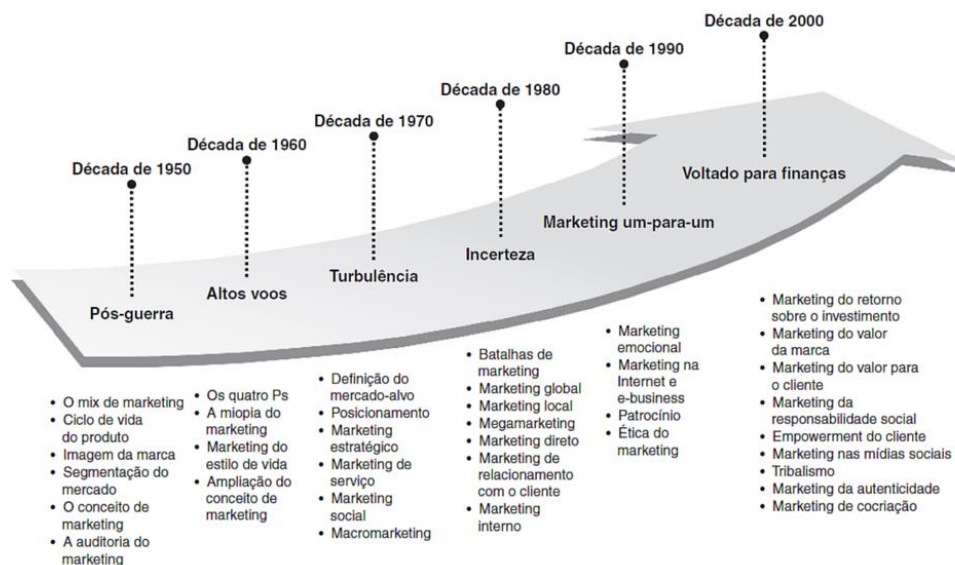 Década de 1950
Década de 1960
Década de 1970
Década de 1980
Década de 1990
Década de 2000
Pós-guerra
Altos voos
Turbulência
Incerteza
Marketing um-para-um
Voltado para finanças
• O mix de marketing
• Ciclo de vida
do produto
• Imagem da marca
• Segmentação do
mercado
• O conceito de
marketing
• A auditoria do
marketing
• Os quatro Ps
• A miopia do
marketing
• Marketing do
estilo de vida
• Ampliação do
conceito de
marketing
• Definição do
mercado-alvo
• Posicionamento
• Marketing
estratégico
• Marketing de
serviço
• Marketing
social
• Macromarketing
• Batalhas de
marketing
• Marketing global
• Marketing local
• Megamarketing
• Marketing direto
• Marketing de
relacionamento
com o cliente
• Marketing
interno
• Marketing
emocional
• Marketing na
Internet e
e-business
• Patrocínio
• Ética do
marketing
• Marketing do retorno
sobre o investimento
• Marketing do valor
da marca
• Marketing do valor para
o cliente
• Marketing da
responsabilidade social
• Empowerment do cliente
• Marketing nas mídias sociais
• Tribalismo
• Marketing da autenticidade
• Marketing de cocriação